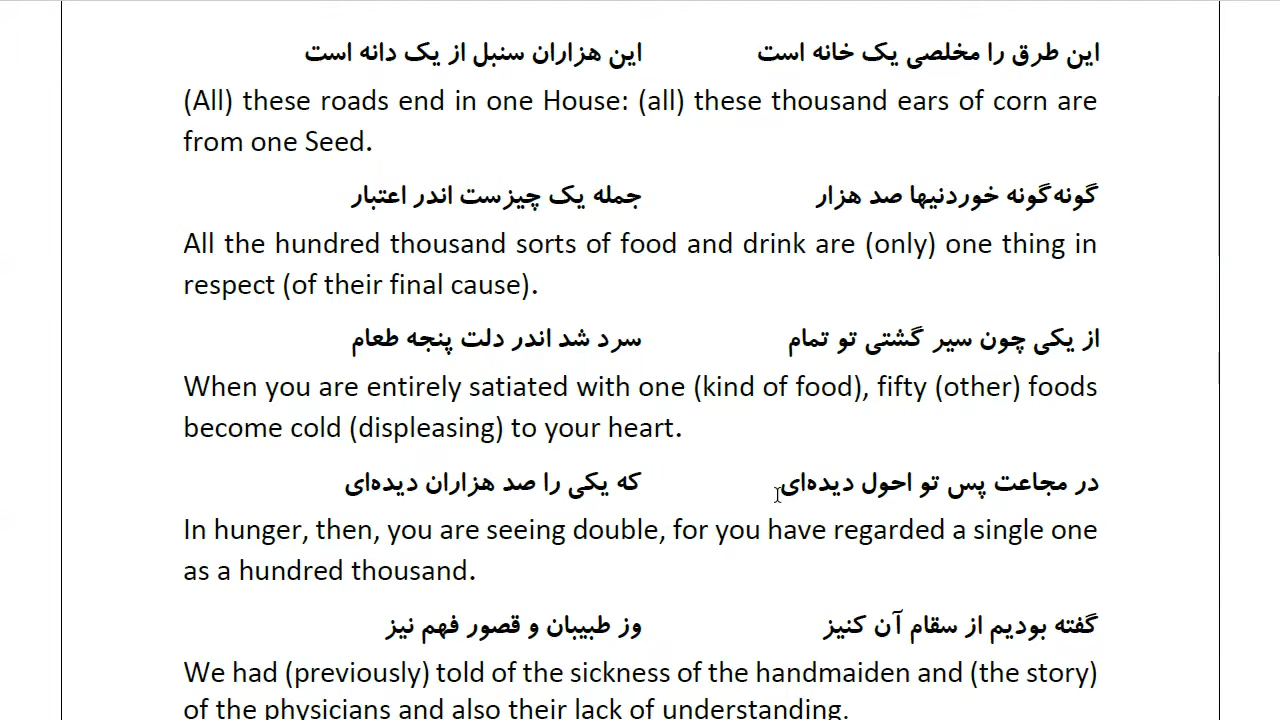 این طرق را مخلصی یک خانه است این هزاران سنبل از یک دانه است
(All) these roads end in one House: (all) these thousand ears of corn are
from one Seed.
گونه‌گونه خوردنیها صد هزار جمله یک چیزست اندر اعتبار
All the hundred thousand sorts of food and drink are (only) one thing in
respect (of their final cause).
از یکی چون سیر گشتی تو تمام سرد شد اندر دلت پنجه طعام
When you are entirely satiated with one (kind of food), fifty (other) foods
become cold (displeasing) to your heart.
در مجاعت پس تو احول دیده‌ای که یکی را صد هزاران دیده‌ای
In hunger, then, you are seeing double, for you have regarded a single one
as a hundred thousand.
گفته بودیم از سقام آن کنیز وز طبیبان و قصور فهم نیز
We had (previously) told of the sickness of the handmaiden and (the story)
of the physicians and also their lack of understanding.